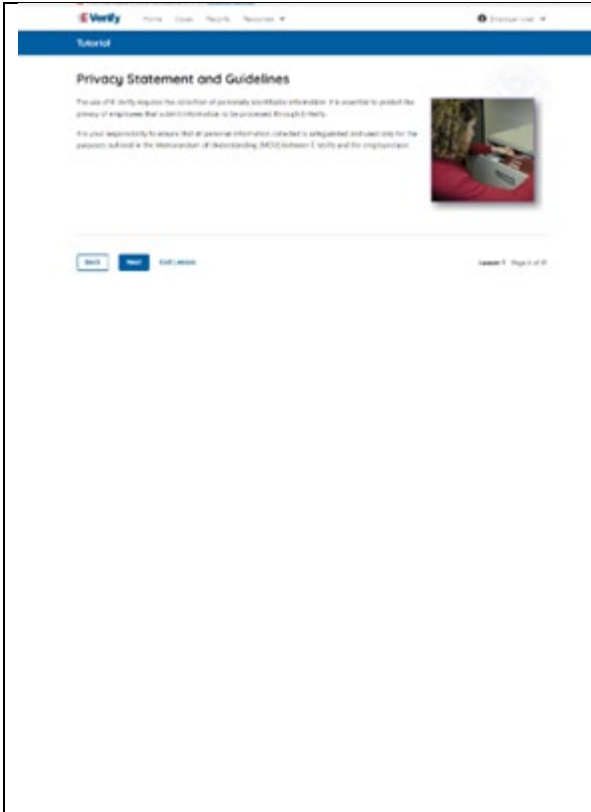 E-Verify Home Cases Reports Resources Employer User
Tutorial
Privacy Statement and Guidelines
The use of E-Verify requires the collection of personally identifiable information. It is essential to protect the
privacy of employees that submit information to be processed through E-Verify.
It is your responsibility to ensure that all personal information collected is safeguarded and used only for the
purposes outlined in the Memorandum of Understanding (MOU) between E-Verify and the employer/user.
Back Next Exit Lesson Lesson 1 Page